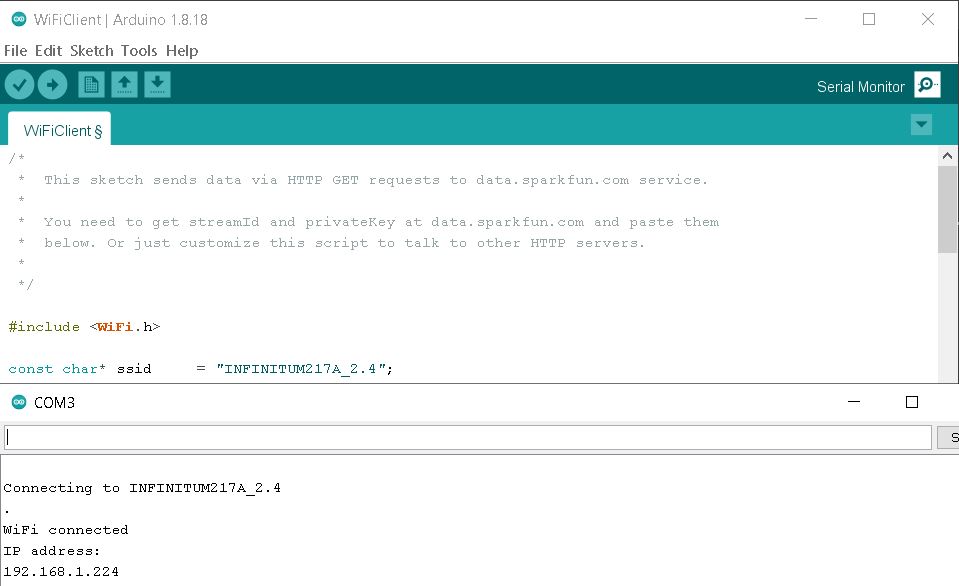 WiFiClient | Arduino 1.8.18
File Edit Sketch Tools Help
Serial Monitor
WiFiClient §
/*
 *  This sketch sends data via HTTP GET requests to data.sparkfun.com service.
 *
 *  You need to get streamId and privateKey at data.sparkfun.com and paste them
 *  below. Or just customize this script to talk to other HTTP servers.
 *
 */
#include <WiFi.h>
const char* ssid     = "INFINITUM217A_2.4";
COM3
S
Connecting to INFINITUM217A_2.4
.
WiFi connected
IP address:
192.168.1.224